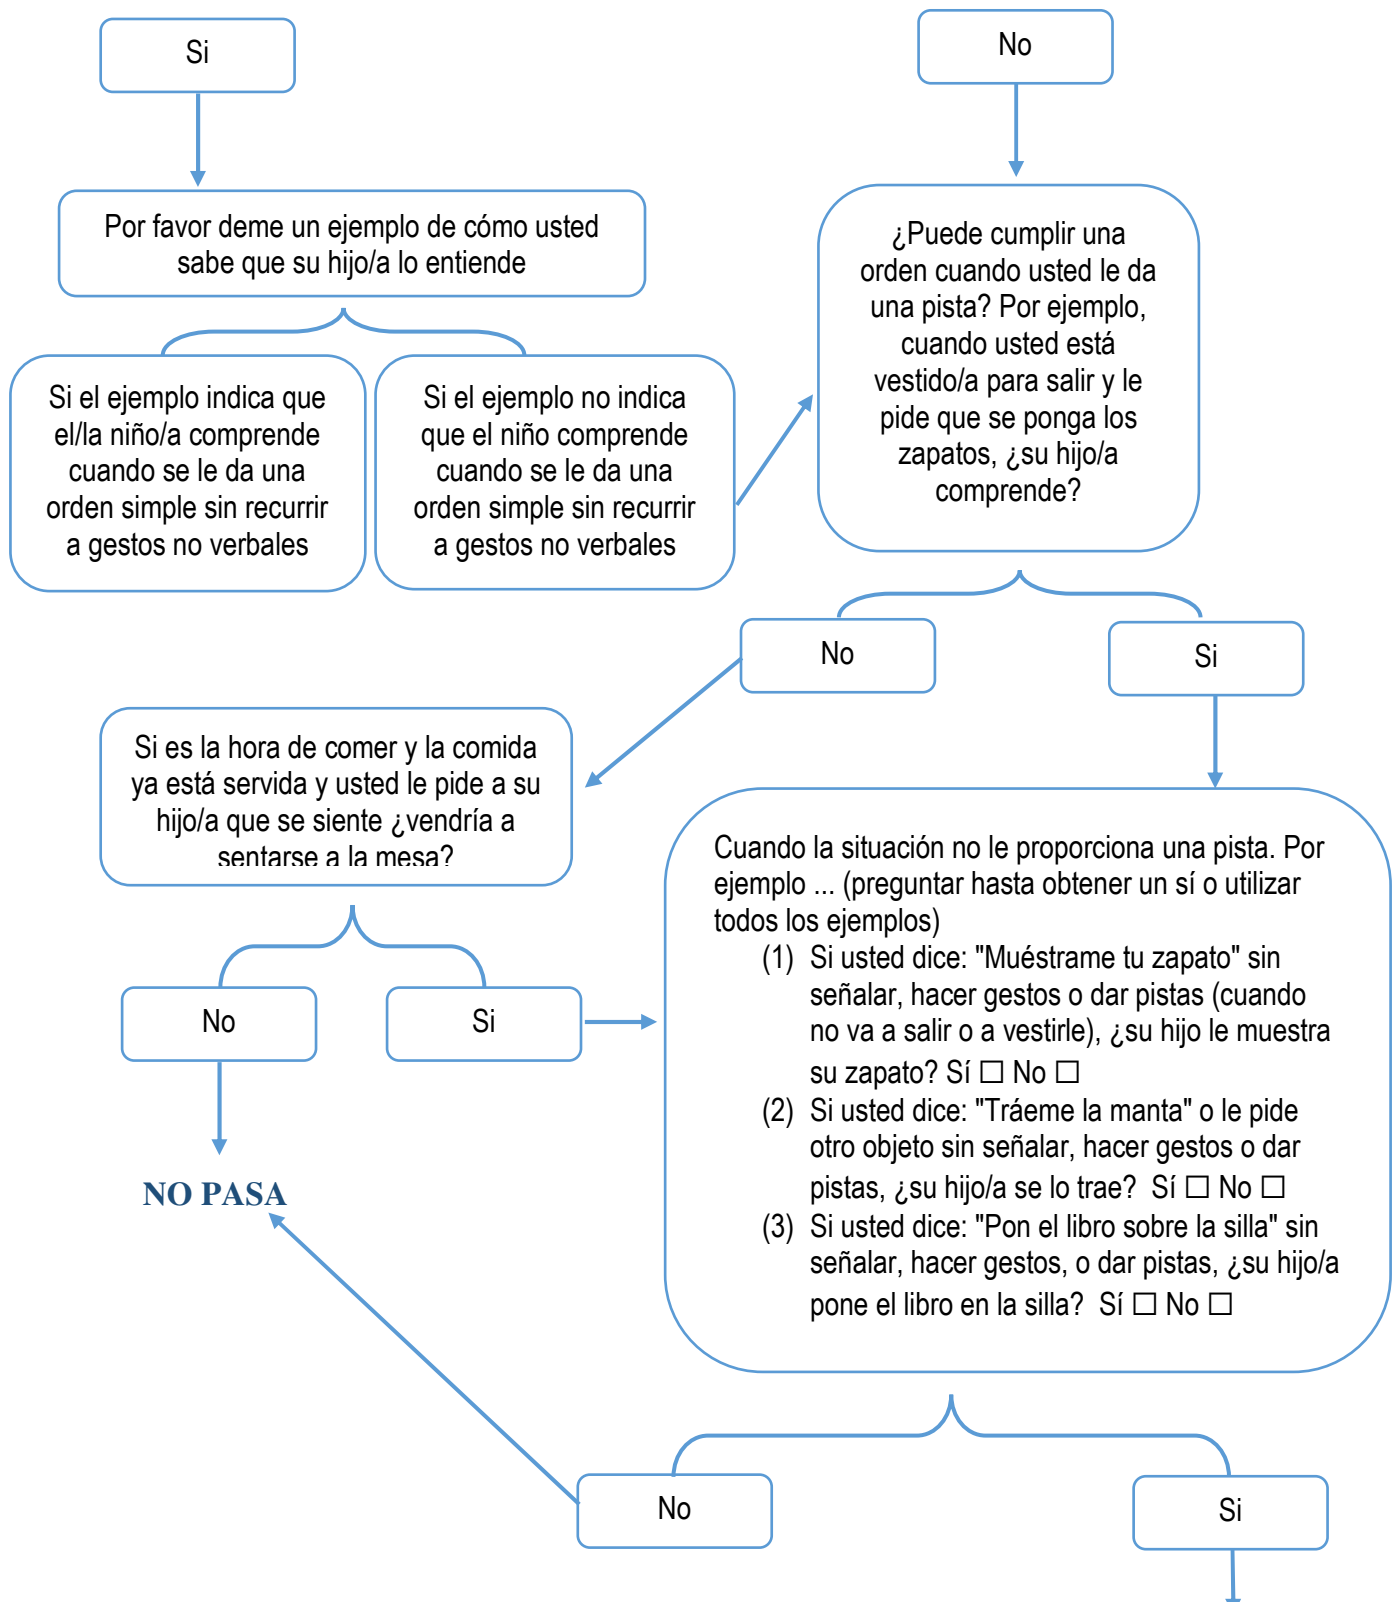 Si
No
Por favor deme un ejemplo de cómo usted
sabe que su hijo/a lo entiende
¿Puede cumplir una
orden cuando usted le da
una pista? Por ejemplo,
cuando usted está
vestido/a para salir y le
pide que se ponga los
zapatos, ¿su hijo/a
comprende?
Si el ejemplo indica que
el/la niño/a comprende
cuando se le da una
orden simple sin recurrir
a gestos no verbales
Si el ejemplo no indica
que el niño comprende
cuando se le da una
orden simple sin recurrir
a gestos no verbales
No
Si
Si es la hora de comer y la comida
ya está servida y usted le pide a su
hijo/a que se siente ¿vendría a
sentarse a la mesa?
Cuando la situación no le proporciona una pista. Por
ejemplo ... (preguntar hasta obtener un sí o utilizar
todos los ejemplos)
(1) Si usted dice: "Muéstrame tu zapato" sin
señalar, hacer gestos o dar pistas (cuando
no va a salir o a vestirle), ¿su hijo le muestra
su zapato? Sí ☐ No ☐
(2) Si usted dice: "Tráeme la manta" o le pide
otro objeto sin señalar, hacer gestos o dar
pistas, ¿su hijo/a se lo trae? Sí ☐ No ☐
(3) Si usted dice: "Pon el libro sobre la silla" sin
señalar, hacer gestos, o dar pistas, ¿su hijo/a
pone el libro en la silla? Sí ☐ No ☐
No
Si
NO PASA
No
Si